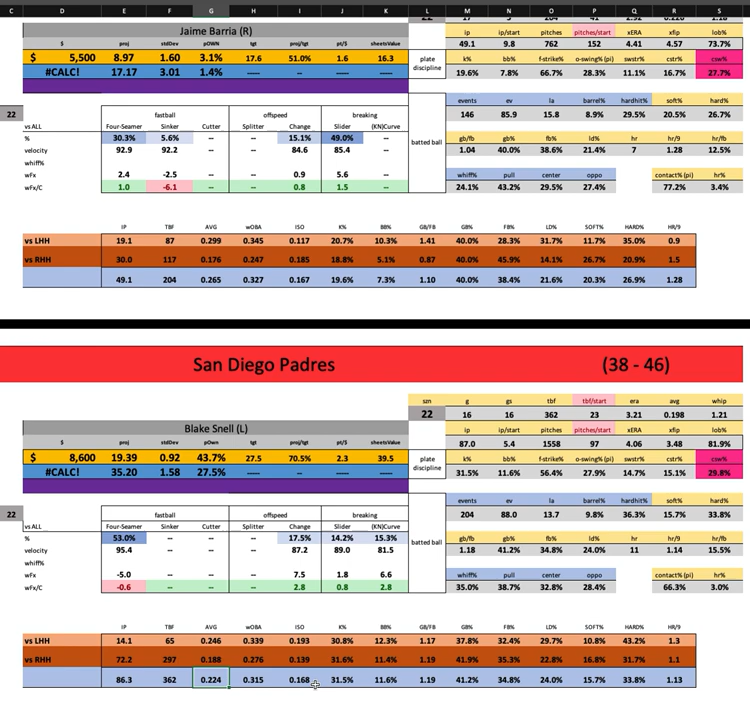 C D E F G H I J K L M N O P Q R S
Jaime Barria (R) ip ip/start pitches pitches/start xERA xfip lob%
49.1 9.8 762 152 4.41 4.57 73.7%
$ proj stdDev pOWN tgt proj/tgt pt/$ sheetsValue
$ 5,500 8.97 1.60 3.1% 17.6 51.0% 1.6 16.3 plate discipline k% bb% f-strike% o-swing% (pi) swstr% cstr% csw%
#CALC! 17.17 3.01 1.4% ---- -- ---- ---- 19.6% 7.8% 66.7% 28.3% 11.1% 16.7% 27.7%
events ev la barrel% hardhit% soft% hard%
22 fastball offspeed breaking 146 85.9 15.8 8.9% 29.5% 20.5% 26.7%
vs ALL Four-Seamer Sinker Cutter Splitter Change Slider (KN)Curve
% 30.3% 5.6% -- -- 15.1% 49.0% -- batted ball gb/fb gb% fb% ld% hr hr/9 hr/fb
velocity 92.9 92.2 -- -- 84.6 85.4 -- 1.04 40.0% 38.6% 21.4% 7 1.28 12.5%
whiff%
wFx 2.4 -2.5 -- -- 0.9 5.6 -- whiff% pull center oppo contact% (pi) hr%
wFx/C 1.0 -6.1 -- -- 0.8 1.5 -- 24.1% 43.2% 29.5% 27.4% 77.2% 3.4%
IP TBF AVG wOBA ISO K% BB% GB/FB GB% FB% LD% SOFT% HARD% HR/9
vs LHH 19.1 87 0.299 0.345 0.117 20.7% 10.3% 1.41 40.0% 28.3% 31.7% 11.7% 35.0% 0.9
vs RHH 30.0 117 0.176 0.247 0.185 18.8% 5.1% 0.87 40.0% 45.9% 14.1% 26.7% 20.9% 1.5
49.1 204 0.265 0.327 0.167 19.6% 7.3% 1.10 40.0% 38.4% 21.6% 20.3% 26.9% 1.28
San Diego Padres (38 - 46)
szn g gs tbf tbf/start era avg whip
22 16 16 362 23 3.21 0.198 1.21
Blake Snell (L) ip ip/start pitches pitches/start xERA xfip lob%
87.0 5.4 1558 97 4.06 3.48 81.9%
$ proj stdDev pOwn tgt proj/tgt pt/$ sheetsValue
$ 8,600 19.39 0.92 43.7% 27.5 70.5% 2.3 39.5 plate discipline k% bb% f-strike% o-swing% (pi) swstr% cstr% csw%
#CALC! 35.20 1.58 27.5% ---- -- ---- ---- 31.5% 11.6% 56.4% 27.9% 14.7% 15.1% 29.8%
events ev la barrel% hardhit% soft% hard%
22 fastball offspeed breaking 204 88.0 13.7 9.8% 36.3% 15.7% 33.8%
vs ALL Four-Seamer Sinker Cutter Splitter Change Slider (KN)Curve
% 53.0% -- -- -- 17.5% 14.2% 15.3% batted ball gb/fb gb% fb% ld% hr hr/9 hr/fb
velocity 95.4 -- -- -- 87.2 89.0 81.5 1.18 41.2% 34.8% 24.0% 11 1.14 15.5%
whiff%
wFx -5.0 -- -- -- 7.5 1.8 6.6 whiff% pull center oppo contact% (pi) hr%
wFx/C -0.6 -- -- -- 2.8 0.8 2.8 35.0% 38.7% 32.8% 28.4% 66.3% 3.0%
IP TBF AVG wOBA ISO K% BB% GB/FB GB% FB% LD% SOFT% HARD% HR/9
vs LHH 14.1 65 0.246 0.339 0.193 30.8% 12.3% 1.17 37.8% 32.4% 29.7% 10.8% 43.2% 1.3
vs RHH 72.2 297 0.188 0.276 0.139 31.6% 11.4% 1.19 41.9% 35.3% 22.8% 16.8% 31.7% 1.1
86.3 362 0.224 0.315 0.168 31.5% 11.6% 1.19 41.2% 34.8% 24.0% 15.7% 33.8% 1.13